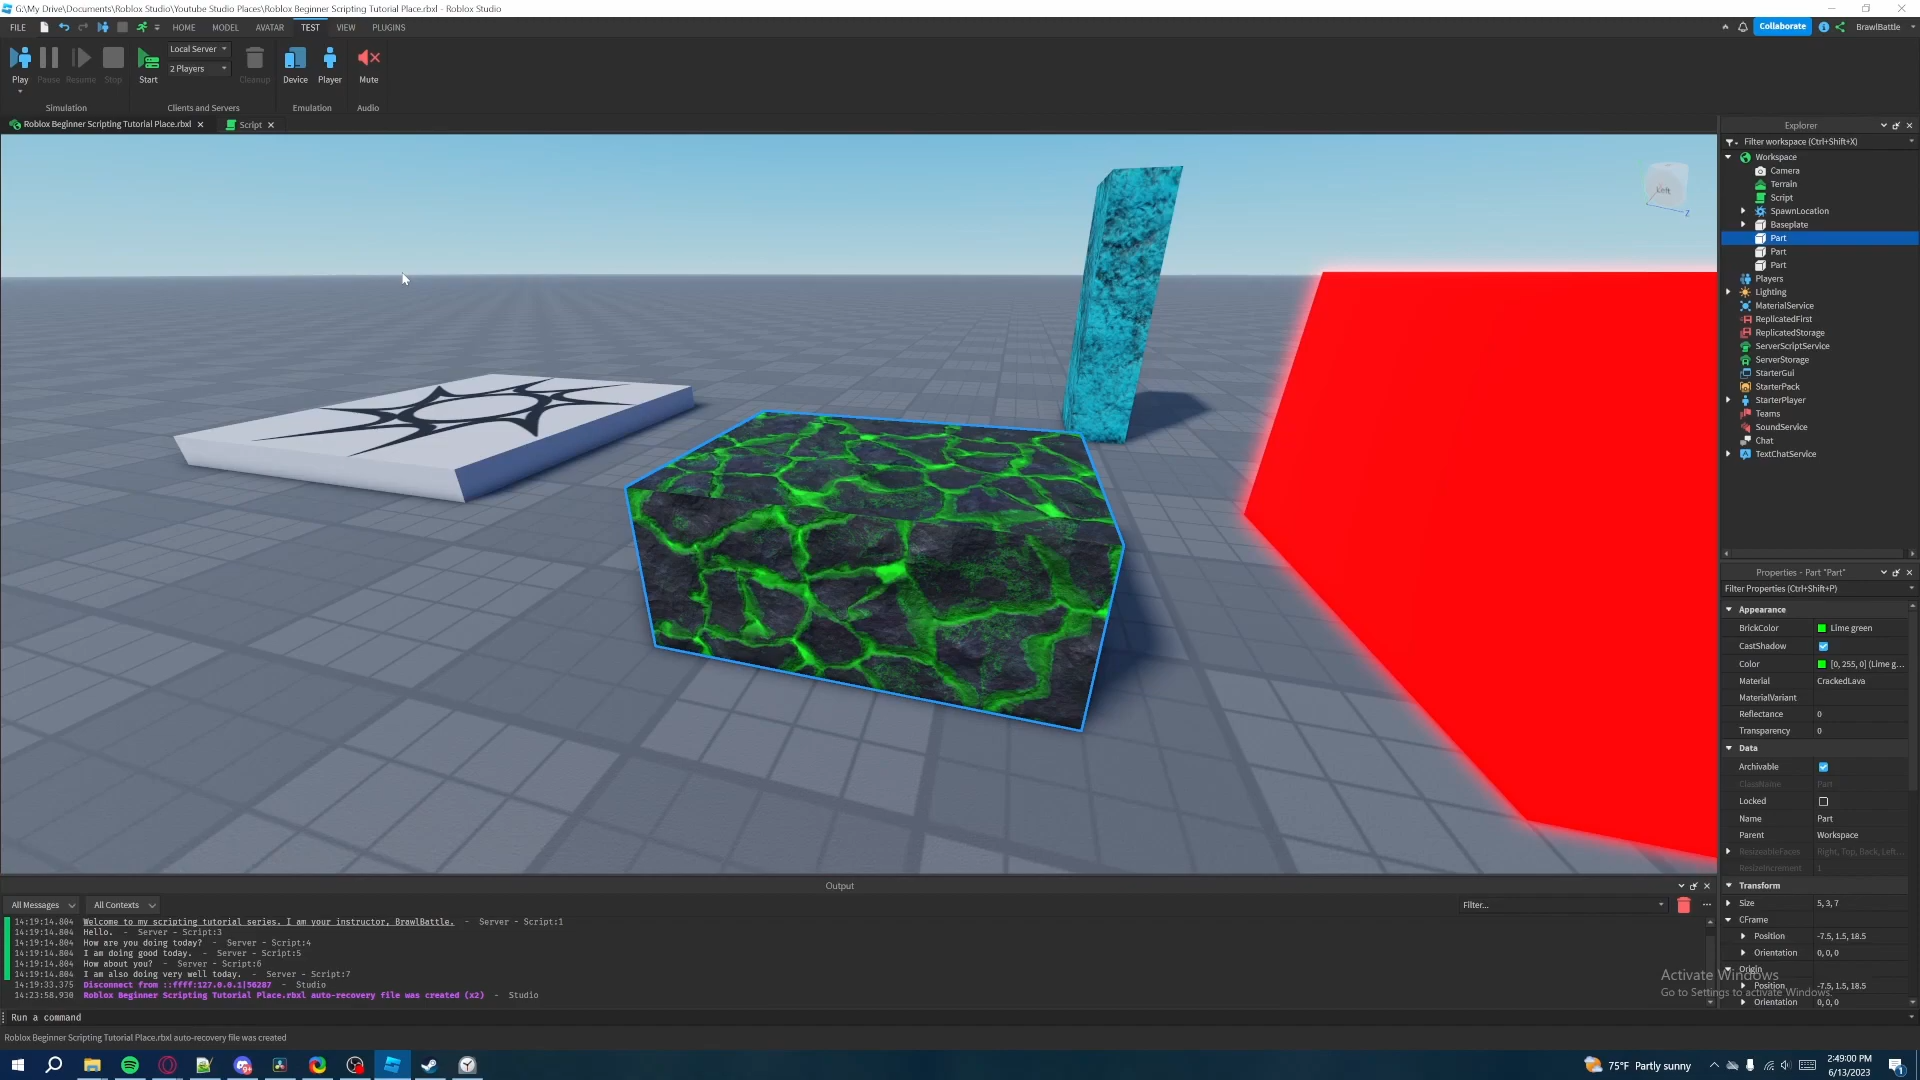 G:\My Drive\Documents\Roblox Studio\Youtube Studio Places\Roblox Beginner Scripting Tutorial Place.rbxl - Roblox Studio
FILE HOME MODEL AVATAR TEST VIEW PLUGINS Collaborate BrawlBattle
Play Pause Resume Stop Start Local Server 2 Players Cleanup Device Player Mute
Simulation Clients and Servers Emulation Audio
Roblox Beginner Scripting Tutorial Place.rbxl Script
Explorer
Filter workspace (Ctrl+Shift+X)
Workspace
Camera
Terrain
Script
SpawnLocation
Baseplate
Part
Part
Part
Players
Lighting
MaterialService
ReplicatedFirst
ReplicatedStorage
ServerScriptService
ServerStorage
StarterGui
StarterPack
StarterPlayer
Teams
SoundService
Chat
TextChatService
Left
Z
Properties - Part "Part"
Filter Properties (Ctrl+Shift+P)
Appearance
BrickColor Lime green
CastShadow
Color [0, 255, 0] (Lime g...
Material CrackedLava
MaterialVariant
Reflectance 0
Transparency 0
Data
Archivable
ClassName Part
Locked
Name Part
Parent Workspace
ResizeableFaces Right, Top, Back, Left...
ResizeIncrement 1
Transform
Size 5, 3, 7
CFrame
Position -7.5, 1.5, 18.5
Orientation 0, 0, 0
Origin
Position -7.5, 1.5, 18.5
Orientation 0, 0, 0
Activate Windows
Go to Settings to activate Windows.
Output
All Messages All Contexts Filter...
14:19:14.804 Welcome to my scripting tutorial series. I am your instructor, BrawlBattle. - Server - Script:1
14:19:14.804 Hello. - Server - Script:3
14:19:14.804 How are you doing today? - Server - Script:4
14:19:14.804 I am doing good today. - Server - Script:5
14:19:14.804 How about you? - Server - Script:6
14:19:14.804 I am also doing very well today. - Server - Script:7
14:19:33.375 Disconnect from ::ffff:127.0.0.1|56287 - Studio
14:23:58.930 Roblox Beginner Scripting Tutorial Place.rbxl auto-recovery file was created (x2) - Studio
Run a command
Roblox Beginner Scripting Tutorial Place.rbxl auto-recovery file was created
75°F Partly sunny
2:49:00 PM
6/13/2023